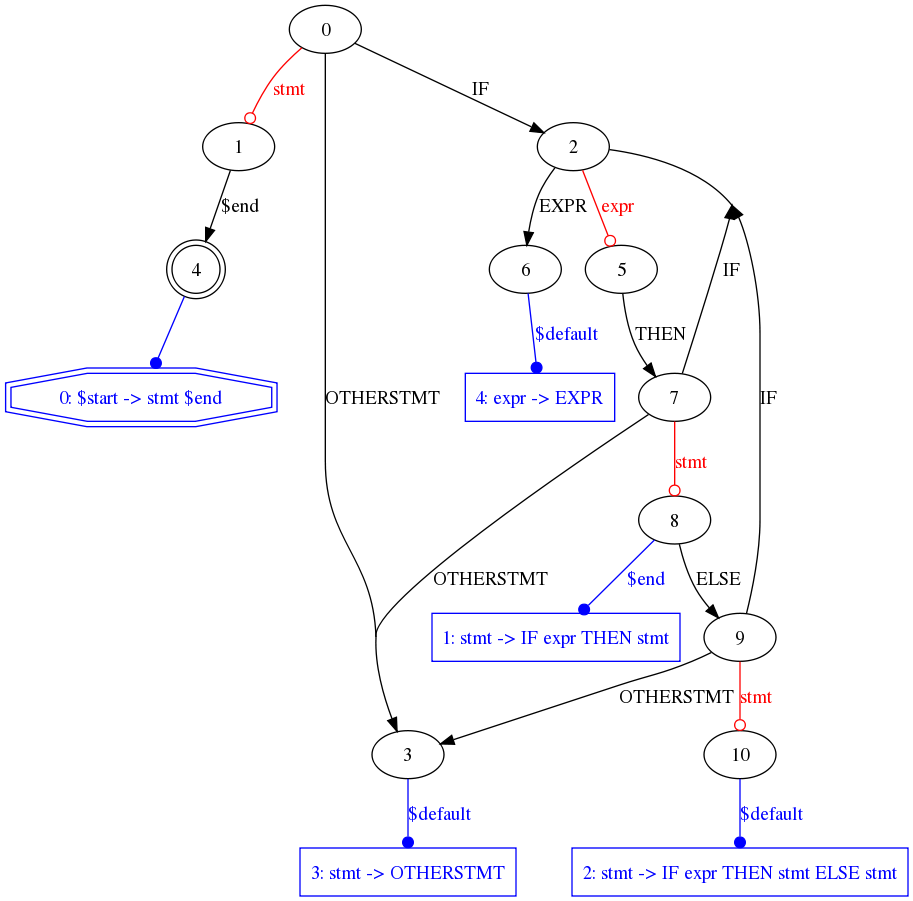 0
stmt
IF
1
2
$end
EXPR
expr
4
6
5
IF
$default
THEN
0: $start -> stmt $end
OTHERSTMT
4: expr -> EXPR
7
IF
stmt
8
OTHERSTMT
$end
ELSE
1: stmt -> IF expr THEN stmt
9
OTHERSTMT
stmt
3
10
$default
$default
3: stmt -> OTHERSTMT
2: stmt -> IF expr THEN stmt ELSE stmt